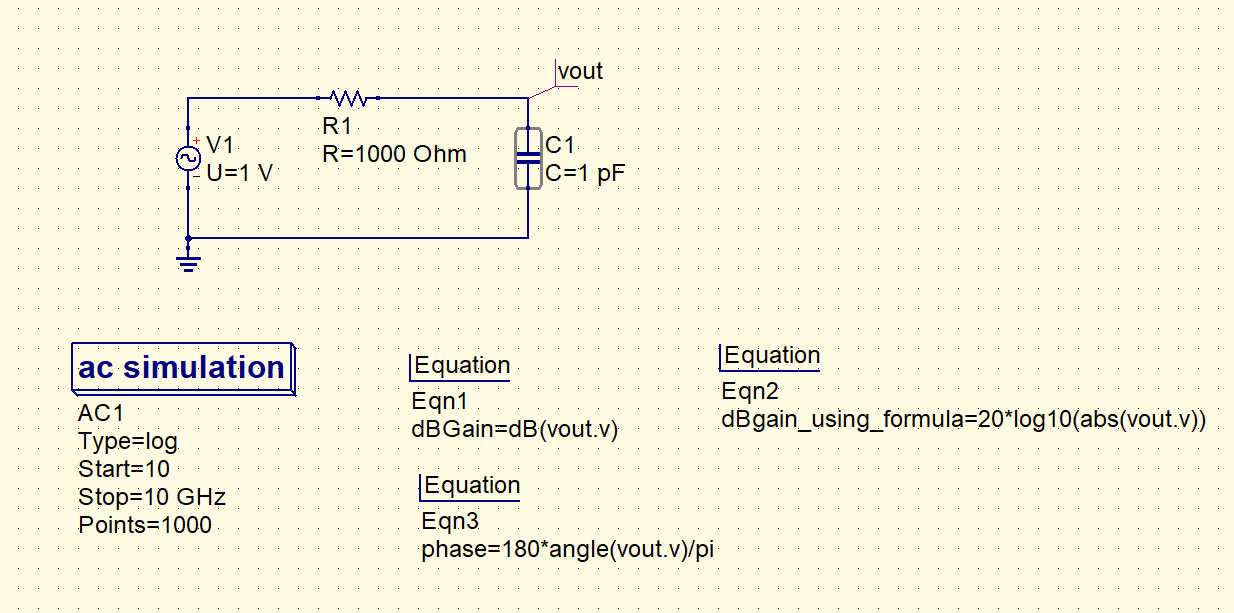 vout
R1
R=1000 Ohm
V1
U=1 V
C1
C=1 pF
ac simulation
AC1
Type=log
Start=10
Stop=10 GHz
Points=1000
Equation
Eqn1
dBGain=dB(vout.v)
Equation
Eqn3
phase=180*angle(vout.v)/pi
Equation
Eqn2
dBgain_using_formula=20*log10(abs(vout.v))